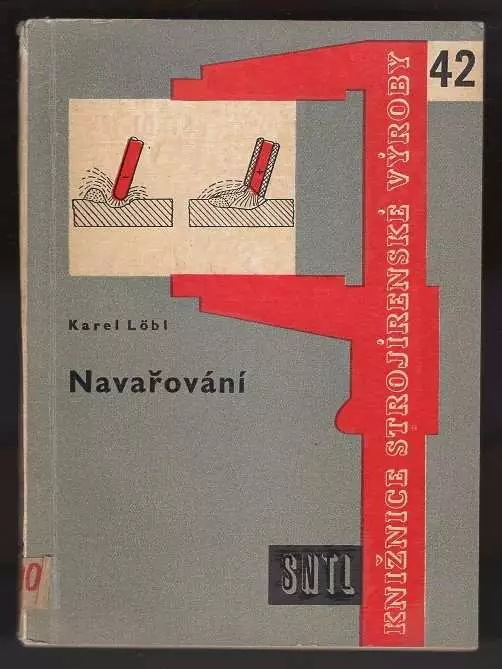 42
KNIŽNICE STROJÍRENSKÉ VÝROBY
-
+
Karel Löbl
Navařování
SNTL